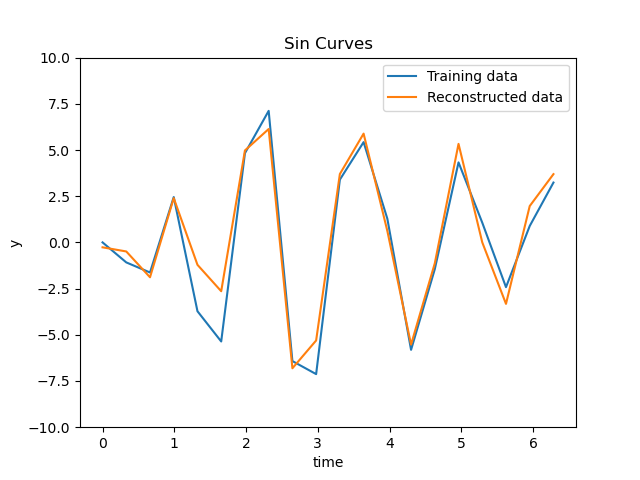 Sin Curves
Training data
Reconstructed data
10.0
7.5
5.0
2.5
0.0
−2.5
−5.0
−7.5
−10.0
y
0 1 2 3 4 5 6
time